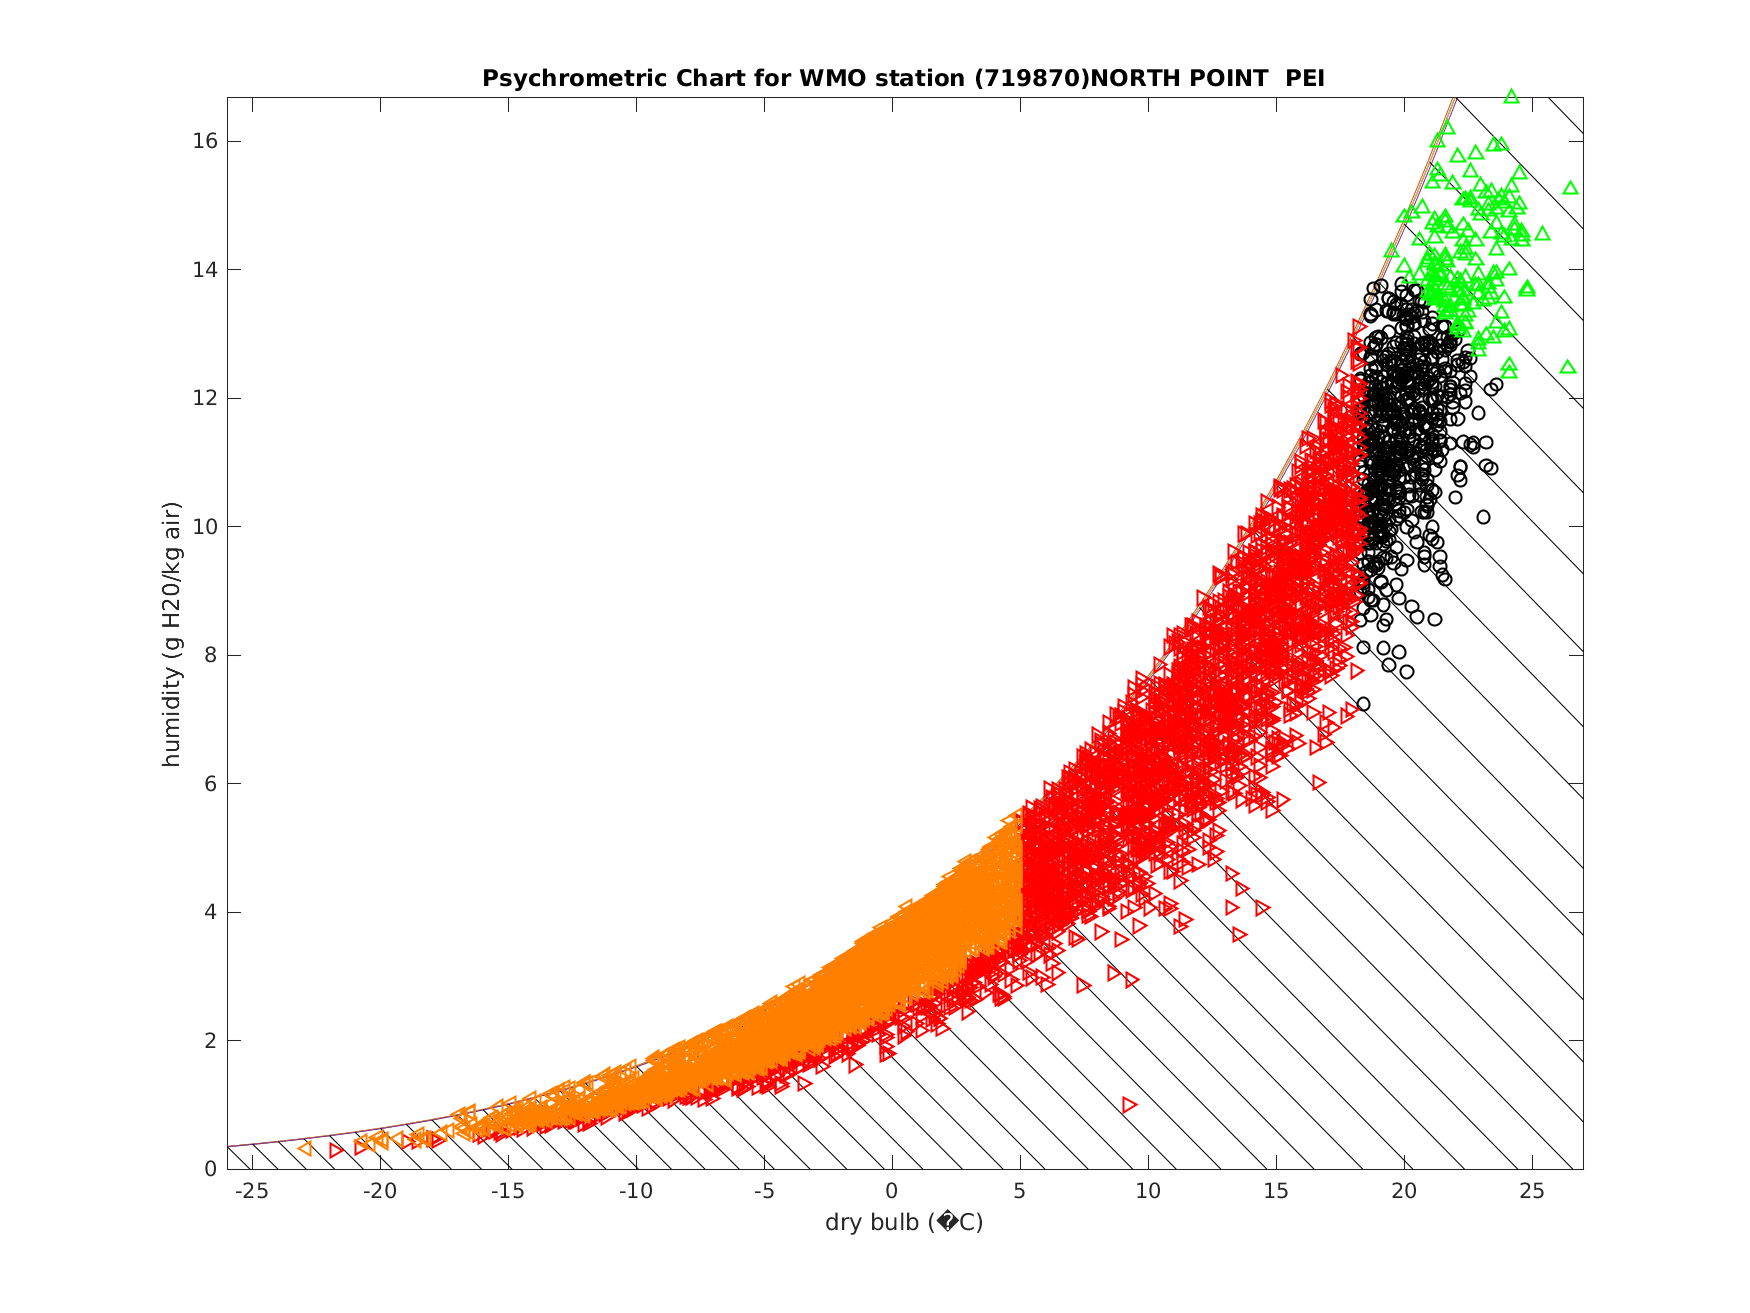 Psychrometric Chart for WMO station (719870)NORTH POINT  PEI
humidity (g H20/kg air)
16
14
12
10
8
6
4
2
0
-25 -20 -15 -10 -5 0 5 10 15 20 25
dry bulb (�C)